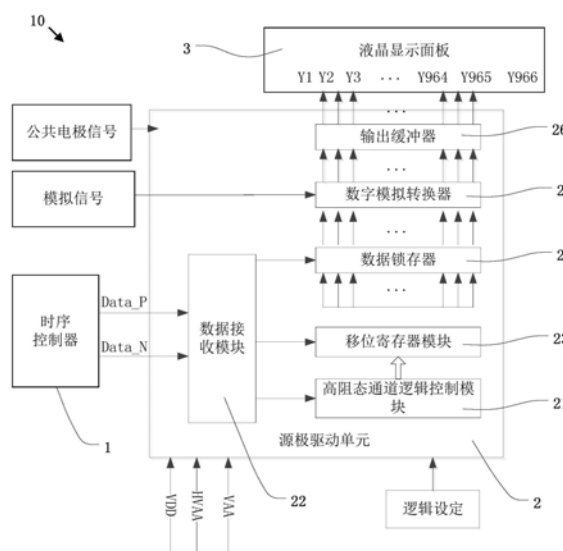 10
3
液晶显示面板
Y1 Y2 Y3 ... Y964 Y965 Y966
...
公共电极信号
输出缓冲器
26
...
模拟信号
数字模拟转换器
2
...
数据锁存器
2
...
时序
控制器
Data_P
Data_N
数据接
收模块
移位寄存器模块
23
高阻态通道逻辑控制模
块
21
1
源极驱动单元
22
2
VDD
HVAA
VAA
逻辑设定